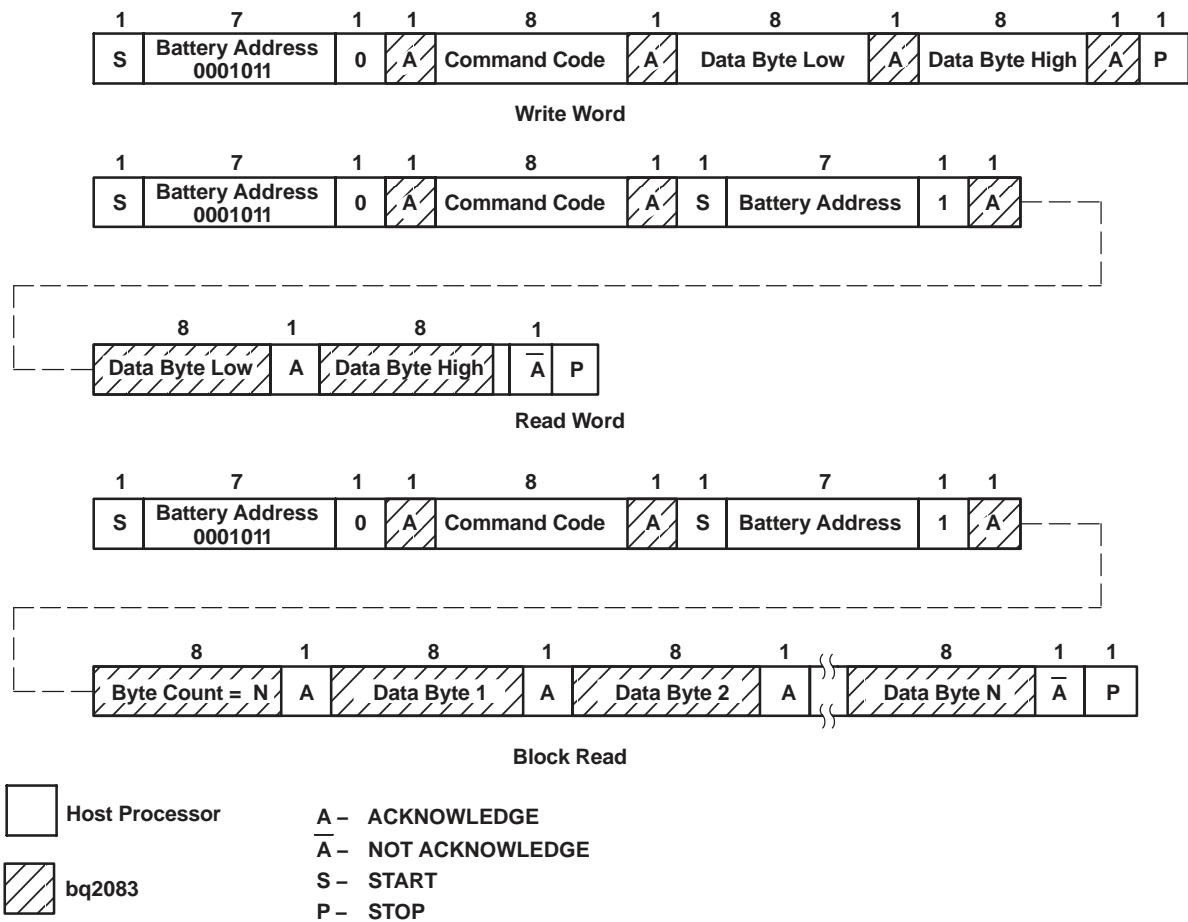 1 7 1 1 8 1 8 1 8 1 1
S Battery Address 0 A Command Code A Data Byte Low A Data Byte High A P
0001011
Write Word
1 7 1 1 8 1 1 7 1 1
S Battery Address 0 A Command Code A S Battery Address 1 A
0001011
8 1 8 1
Data Byte Low A Data Byte High A̅ P
Read Word
1 7 1 1 8 1 1 7 1 1
S Battery Address 0 A Command Code A S Battery Address 1 A
0001011
8 1 8 1 8 1 8 1 1
Byte Count = N A Data Byte 1 A Data Byte 2 A Data Byte N A̅ P
Block Read
Host Processor
bq2083
A – ACKNOWLEDGE
A̅ – NOT ACKNOWLEDGE
S – START
P – STOP